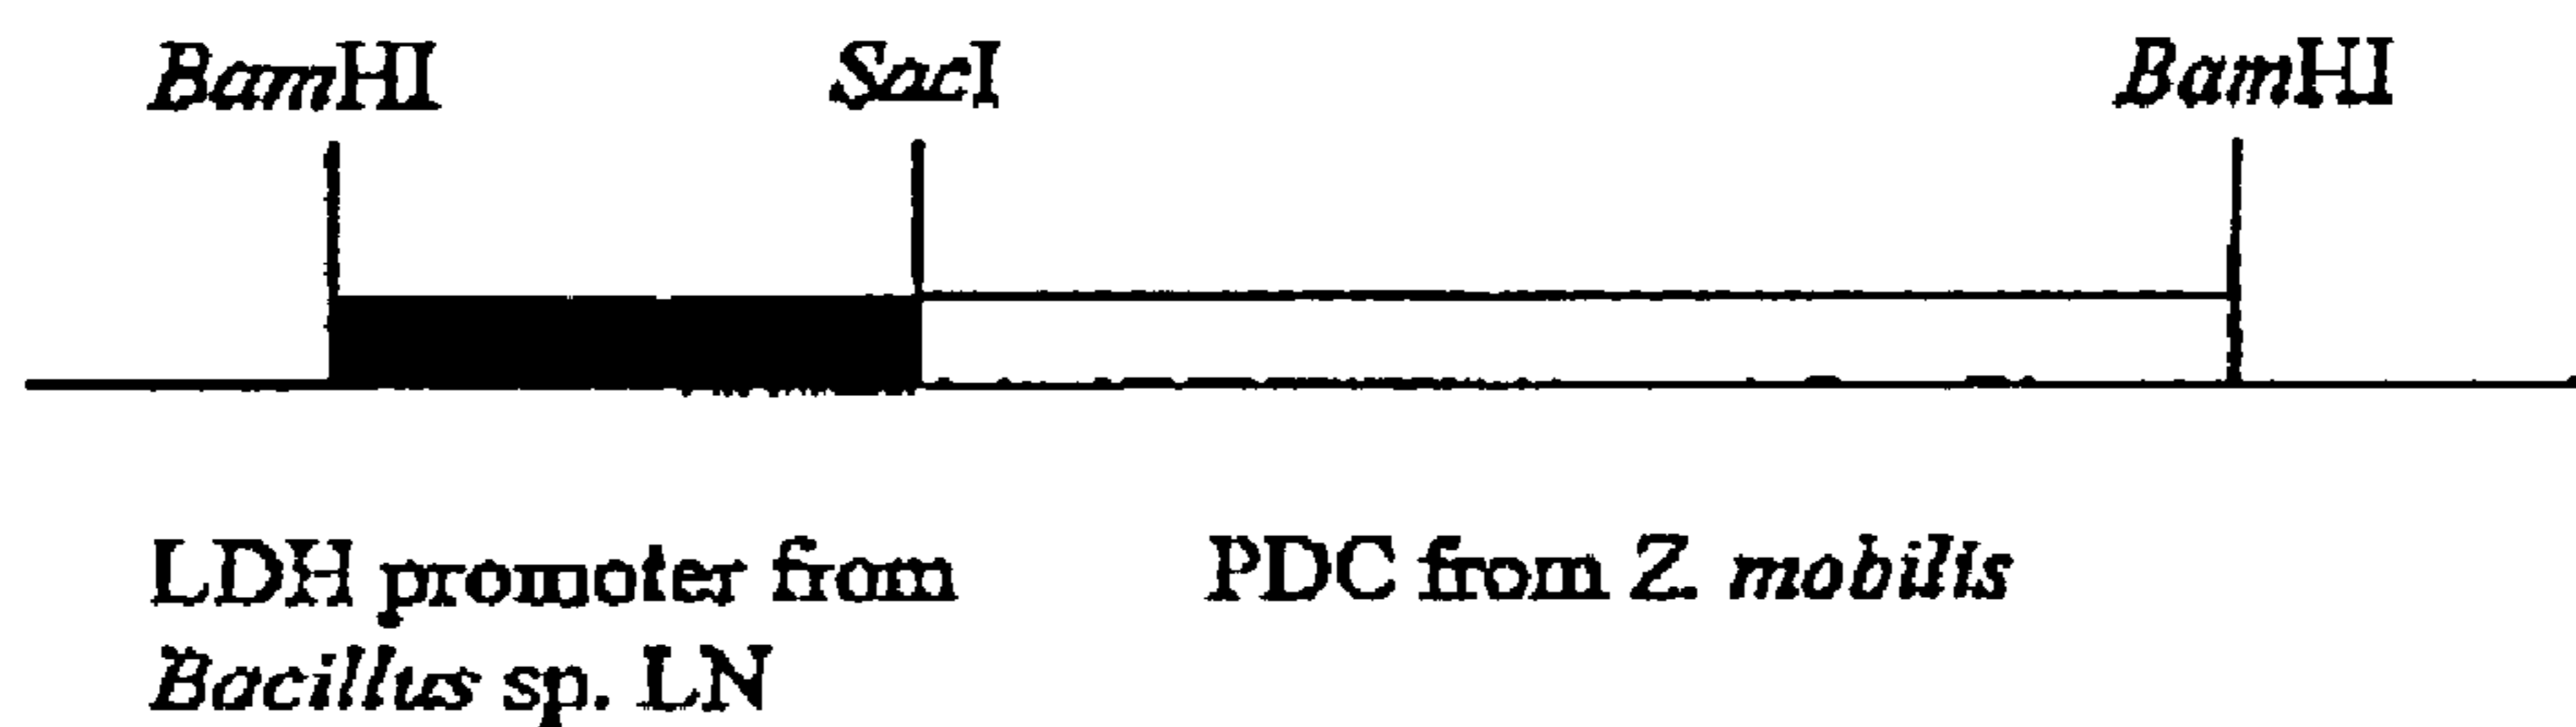 BamHI SacI BamHI
LDH promoter from PDC from Z. mobilis
Bacillus sp. LN